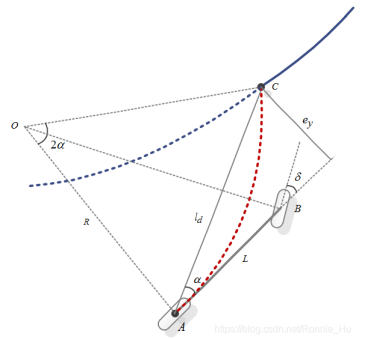 C
O
2α
e_y
δ
B
R
l_d
L
α
A
https://blog.csdn.net/Ronnie_Hu